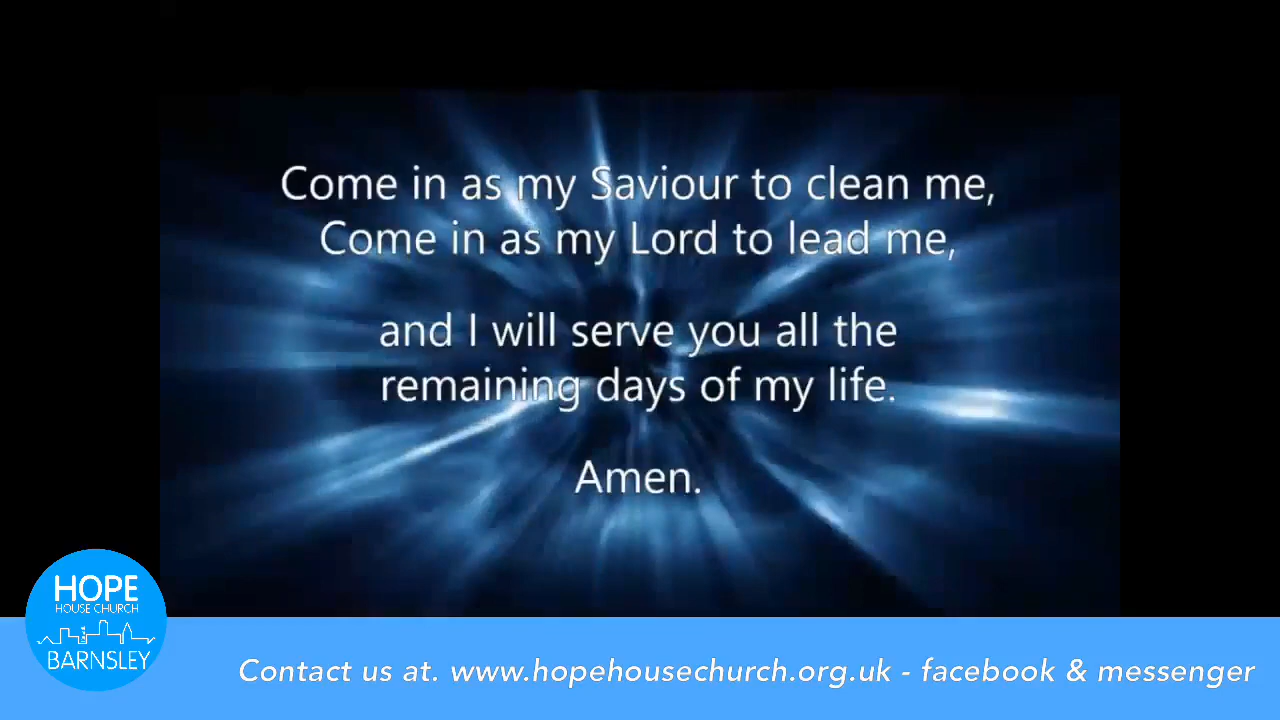 Come in as my Saviour to clean me,
Come in as my Lord to lead me,
and I will serve you all the
remaining days of my life.
Amen.
HOPE
HOUSE CHURCH
BARNSLEY
Contact us at. www.hopehousechurch.org.uk - facebook & messenger